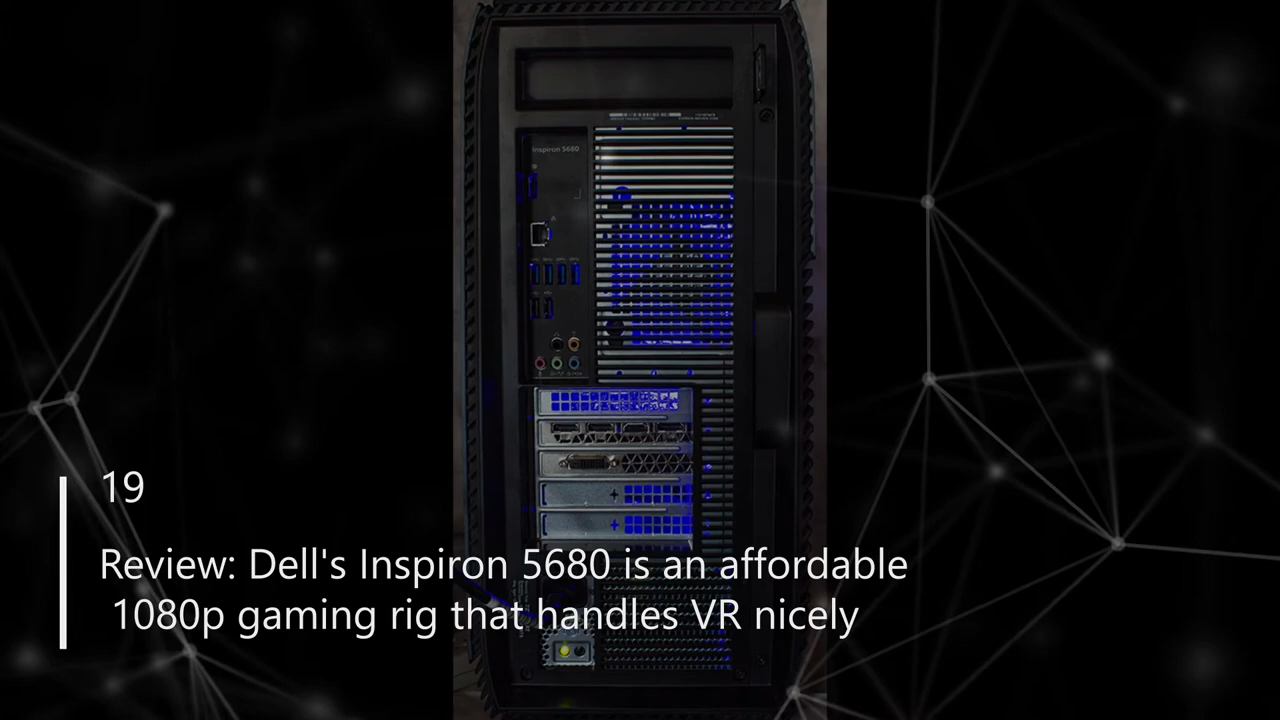 Inspiron 5680
19
Review: Dell's Inspiron 5680 is an affordable
1080p gaming rig that handles VR nicely